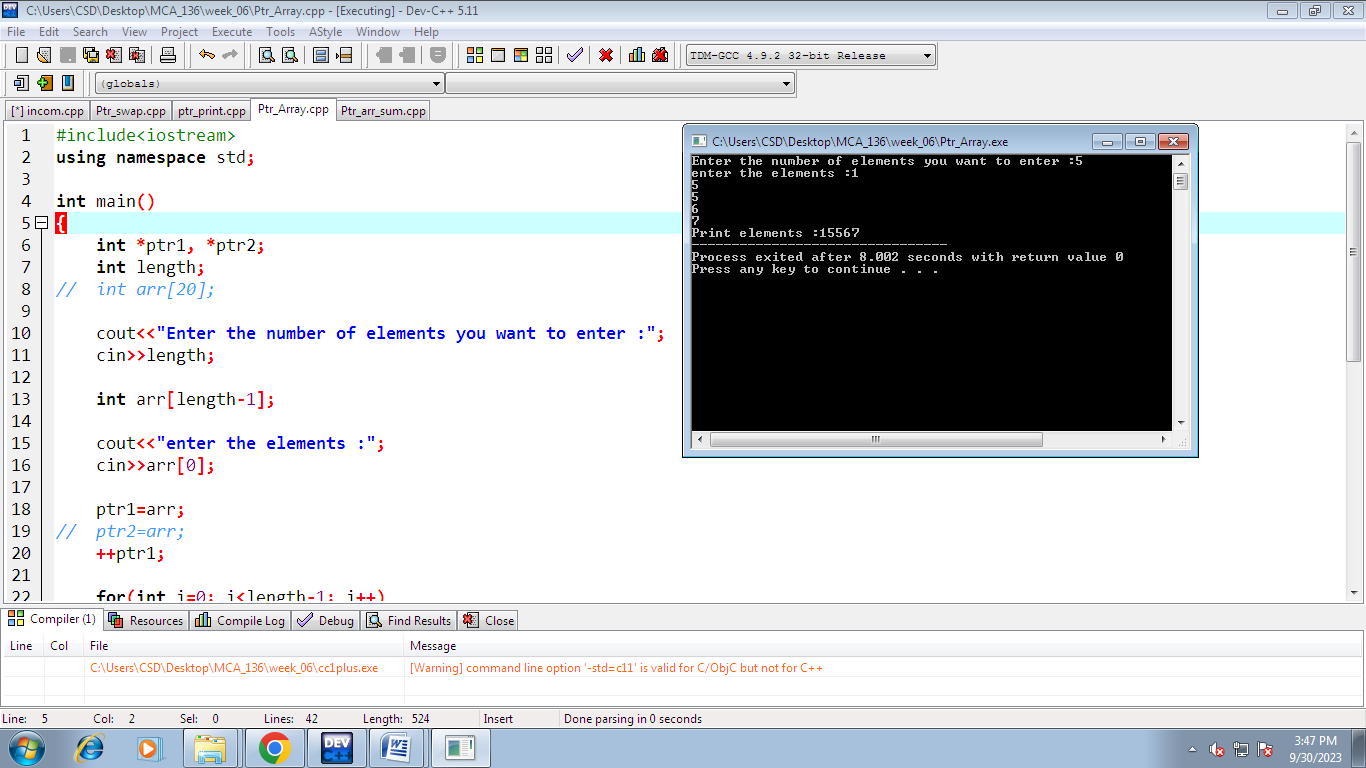 C:\Users\CSD\Desktop\MCA_136\week_06\Ptr_Array.cpp - [Executing] - Dev-C++ 5.11
File Edit Search View Project Execute Tools AStyle Window Help
TDM-GCC 4.9.2 32-bit Release
(globals)
[*] incom.cpp Ptr_swap.cpp ptr_print.cpp Ptr_Array.cpp Ptr_arr_sum.cpp
1 #include<iostream>
2 using namespace std;
3
4 int main()
5 {
6 int *ptr1, *ptr2;
7 int length;
8 // int arr[20];
9
10 cout<<"Enter the number of elements you want to enter :";
11 cin>>length;
12
13 int arr[length-1];
14
15 cout<<"enter the elements :";
16 cin>>arr[0];
17
18 ptr1=arr;
19 // ptr2=arr;
20 ++ptr1;
21
22 for(int i=0; i<length-1; i++)
C:\Users\CSD\Desktop\MCA_136\week_06\Ptr_Array.exe
Enter the number of elements you want to enter :5
enter the elements :1
5
5
6
7
Print elements :15567
--------------------------------
Process exited after 8.002 seconds with return value 0
Press any key to continue . . .
Compiler (1) Resources Compile Log Debug Find Results Close
Line Col File Message
C:\Users\CSD\Desktop\MCA_136\week_06\cc1plus.exe [Warning] command line option '-std=c11' is valid for C/ObjC but not for C++
Line: 5 Col: 2 Sel: 0 Lines: 42 Length: 524 Insert Done parsing in 0 seconds
DEV C++
3:47 PM
9/30/2023